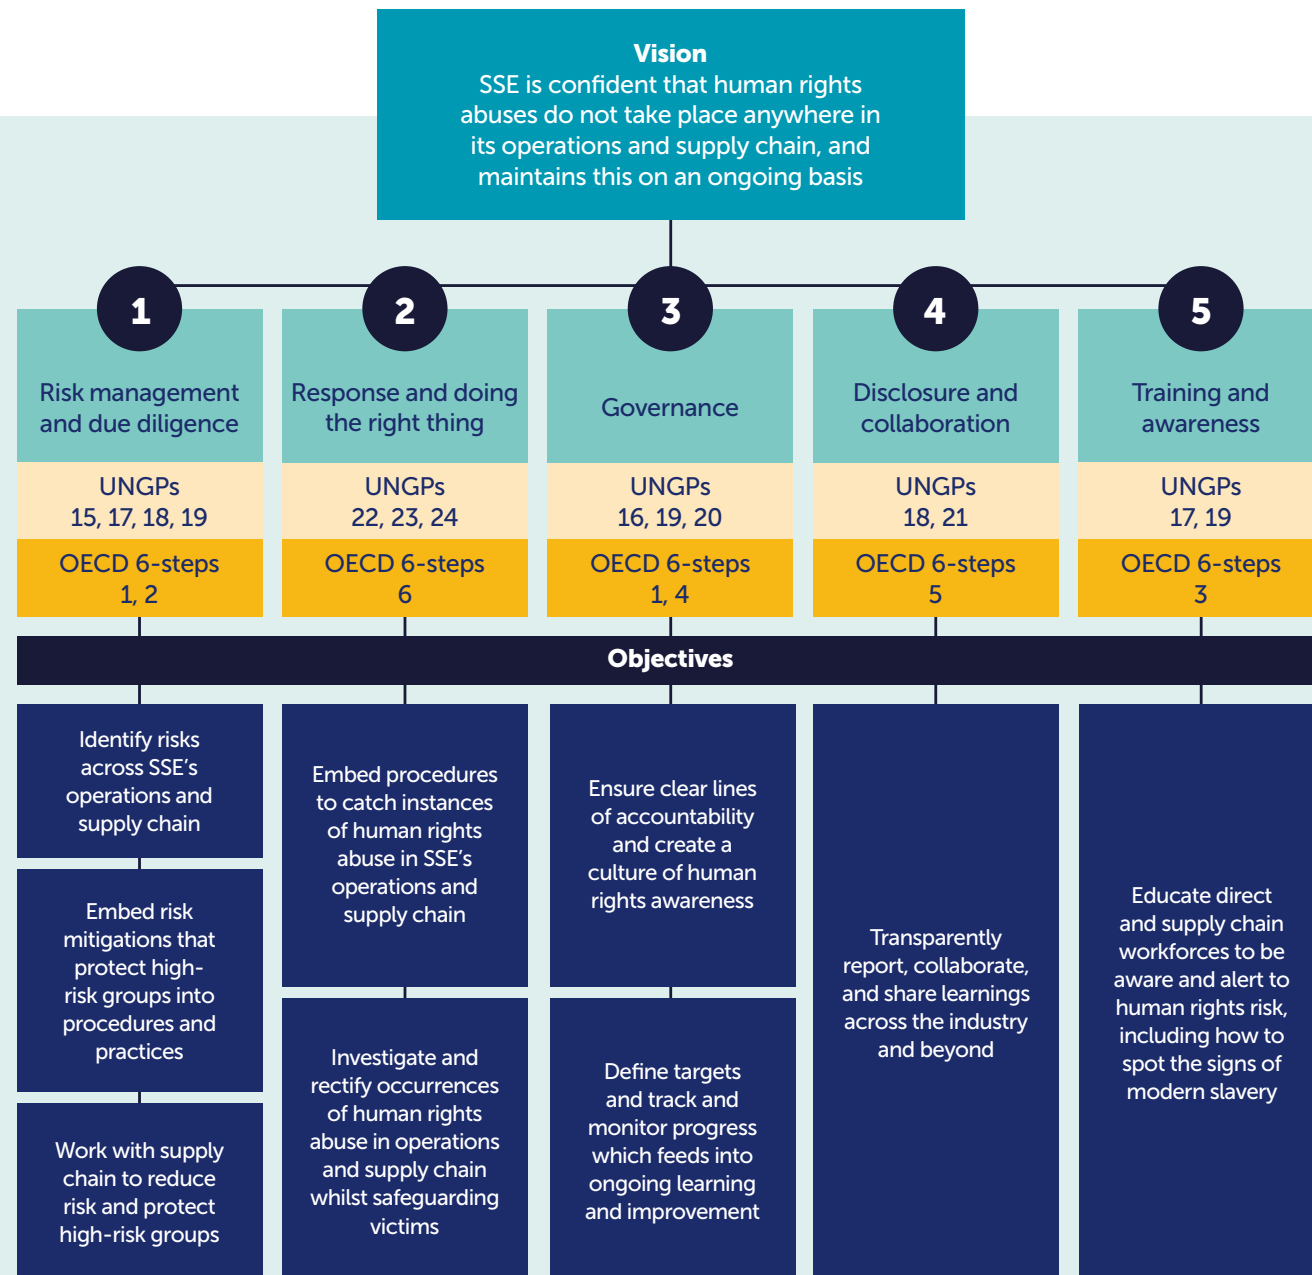 Vision
SSE is confident that human rights
abuses do not take place anywhere in
its operations and supply chain, and
maintains this on an ongoing basis
1
Risk management
and due diligence
UNGPs
15, 17, 18, 19
OECD 6-steps
1, 2
2
Response and doing
the right thing
UNGPs
22, 23, 24
OECD 6-steps
6
3
Governance
UNGPs
16, 19, 20
OECD 6-steps
1, 4
4
Disclosure and
collaboration
UNGPs
18, 21
OECD 6-steps
5
5
Training and
awareness
UNGPs
17, 19
OECD 6-steps
3
Objectives
Identify risks
across SSE’s
operations and
supply chain
Embed risk
mitigations that
protect high-
risk groups into
procedures and
practices
Work with supply
chain to reduce
risk and protect
high-risk groups
Embed procedures
to catch instances
of human rights
abuse in SSE’s
operations and
supply chain
Investigate and
rectify occurrences
of human rights
abuse in operations
and supply chain
whilst safeguarding
victims
Ensure clear lines
of accountability
and create a
culture of human
rights awareness
Define targets
and track and
monitor progress
which feeds into
ongoing learning
and improvement
Transparently
report, collaborate,
and share learnings
across the industry
and beyond
Educate direct
and supply chain
workforces to be
aware and alert to
human rights risk,
including how to
spot the signs of
modern slavery